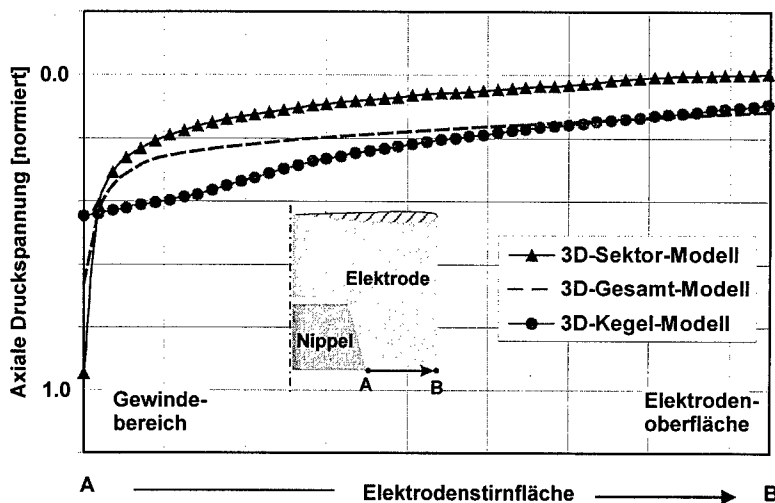 Axiale Druckspannung [normiert]
0.0
1.0
Elektrode
Nippel
A
B
3D-Sektor-Modell
3D-Gesamt-Modell
3D-Kegel-Modell
Gewinde-
bereich
Elektroden-
oberfläche
A
Elektrodenstirnfläche
B